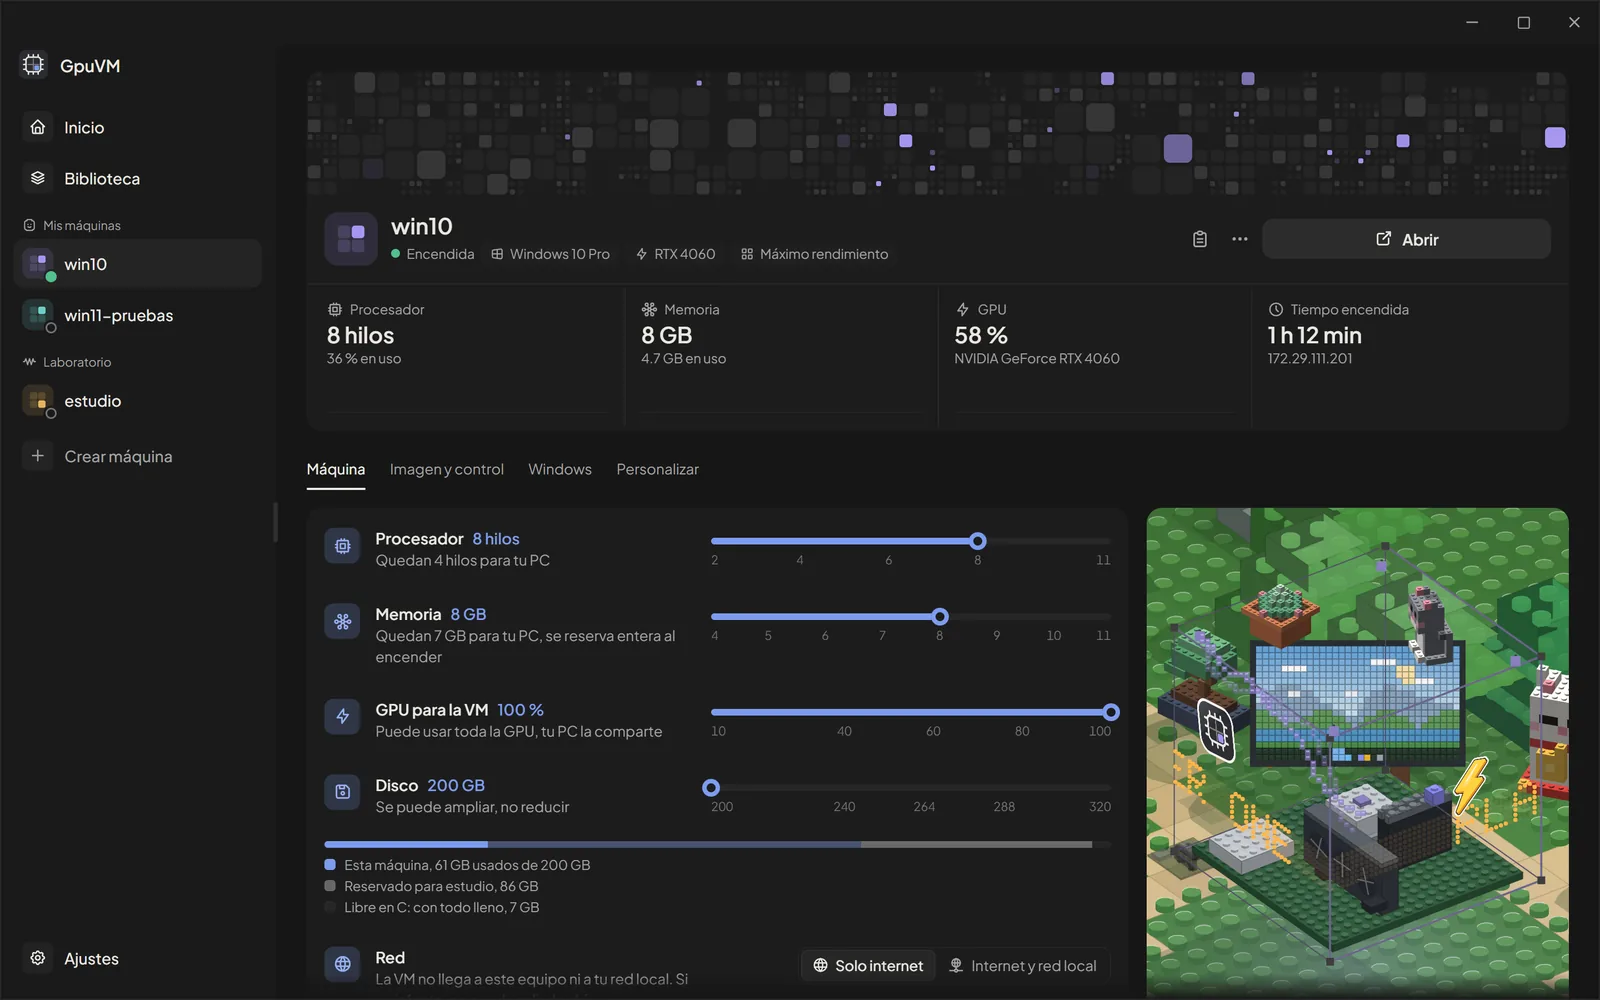 GpuVM
Inicio
Biblioteca
Mis máquinas
win10
win11-pruebas
Laboratorio
estudio
Crear máquina
Ajustes
win10
Encendida
Windows 10 Pro
RTX 4060
Máximo rendimiento
Abrir
Procesador
8 hilos
36 % en uso
Memoria
8 GB
4.7 GB en uso
GPU
58 %
NVIDIA GeForce RTX 4060
Tiempo encendida
1 h 12 min
172.29.111.201
Máquina
Imagen y control
Windows
Personalizar
Procesador 8 hilos
Quedan 4 hilos para tu PC
2 4 6 8 11
Memoria 8 GB
Quedan 7 GB para tu PC, se reserva entera al
encender
4 5 6 7 8 9 10 11
GPU para la VM 100 %
Puede usar toda la GPU, tu PC la comparte
10 40 60 80 100
Disco 200 GB
Se puede ampliar, no reducir
200 240 264 288 320
Esta máquina, 61 GB usados de 200 GB
Reservado para estudio, 86 GB
Libre en C: con todo lleno, 7 GB
Red
La VM no llega a este equipo ni a tu red local. Si
Solo internet
Internet y red local